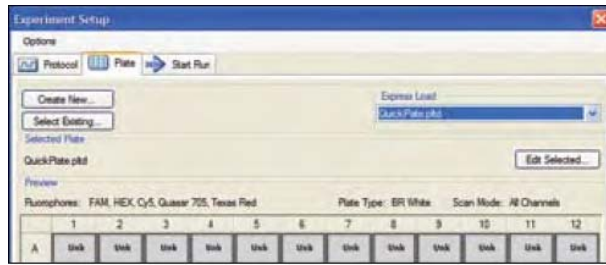 Experiment Setup
Options
Protocol Plate Start Run
Create New...
Select Existing...
Express Load
QuickPlate.pltd
Selected Plate
QuickPlate.pltd
Edit Selected...
Preview
Fluorophores: FAM, HEX, Cy5, Quasar 705, Texas Red Plate Type: BR White Scan Mode: All Channels
1 2 3 4 5 6 7 8 9 10 11 12
A Unk Unk Unk Unk Unk Unk Unk Unk Unk Unk Unk Unk